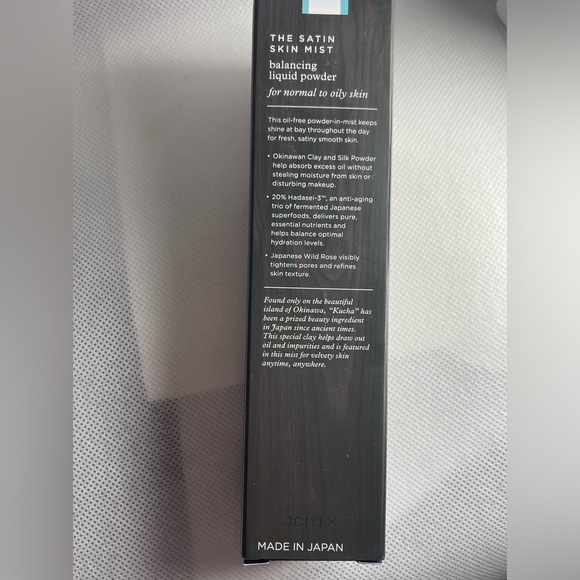 THE SATIN
SKIN MIST
balancing
liquid powder
for normal to oily skin
This oil-free powder-in-mist keeps
shine at bay throughout the day
for fresh, satiny smooth skin.
• Okinawan Clay and Silk Powder
help absorb excess oil without
stealing moisture from skin or
disturbing makeup.
• 20% Hadasei-3™, an anti-aging
trio of fermented Japanese
superfoods, delivers pure,
essential nutrients and
helps balance optimal
hydration levels.
• Japanese Wild Rose visibly
tightens pores and refines
skin texture.
Found only on the beautiful
island of Okinawa, “Kucha” has
been a prized beauty ingredient
in Japan since ancient times.
This special clay helps draw out
oil and impurities and is featured
in this mist for velvety skin
anytime, anywhere.
MADE IN JAPAN